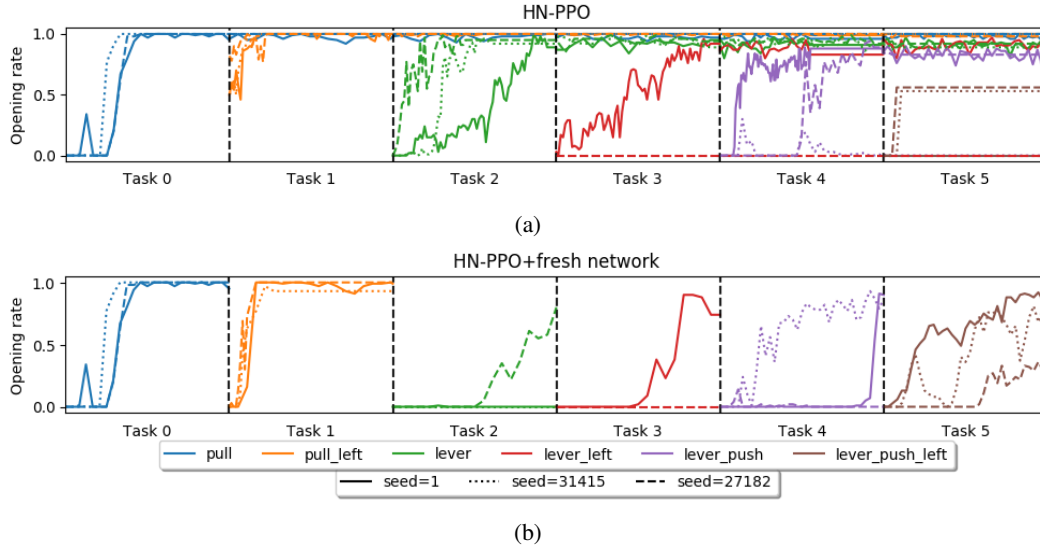 HN-PPO
1.0
0.5
0.0
Opening rate
Task 0 Task 1 Task 2 Task 3 Task 4 Task 5
(a)
HN-PPO+fresh network
1.0
0.5
0.0
Opening rate
Task 0 Task 1 Task 2 Task 3 Task 4 Task 5
pull pull_left lever lever_left lever_push lever_push_left
seed=1 seed=31415 seed=27182
(b)